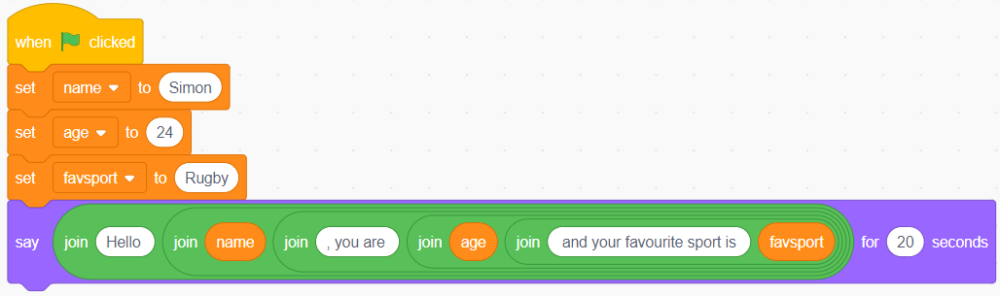 when clicked
set name to Simon
set age to 24
set favsport to Rugby
say join Hello join name join , you are join age join and your favourite sport is favsport for 20 seconds